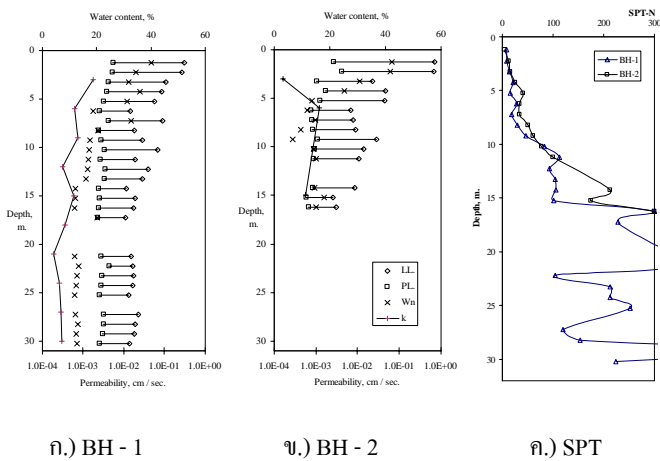 Water content, %
0 20 40 60
0
5
10
15
20
25
30
Depth,
m.
1.0E-04 1.0E-03 1.0E-02 1.0E-01 1.0E+00
Permeability, cm / sec.
ก.) BH - 1
Water content, %
0 20 40 60
0
5
10
15
20
25
30
Depth,
m.
LL.
PL.
Wn
k
1.0E-04 1.0E-03 1.0E-02 1.0E-01 1.0E+00
Permeability, cm / sec.
ข.) BH - 2
SPT-N
0 100 200 300
0
5
10
15
20
25
30
Depth, m.
BH-1
BH-2
ค.) SPT